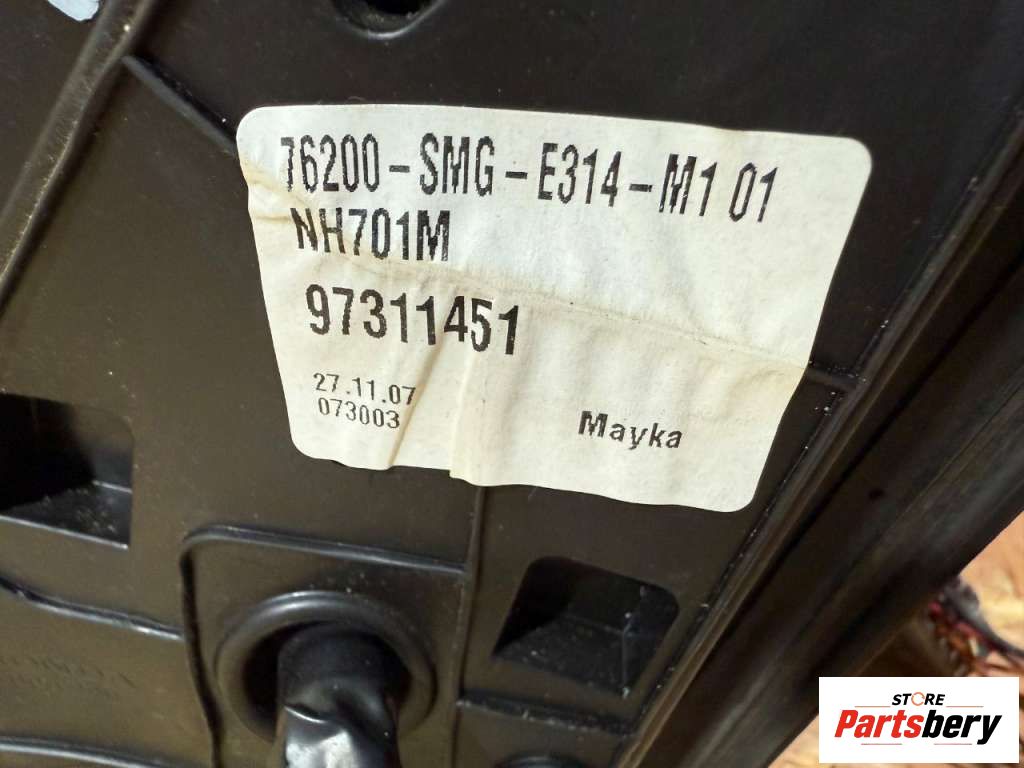 76200-SMG-E314-M1 01
NH701M
97311451
27.11.07
073003
Mayka
STORE
Partsbery